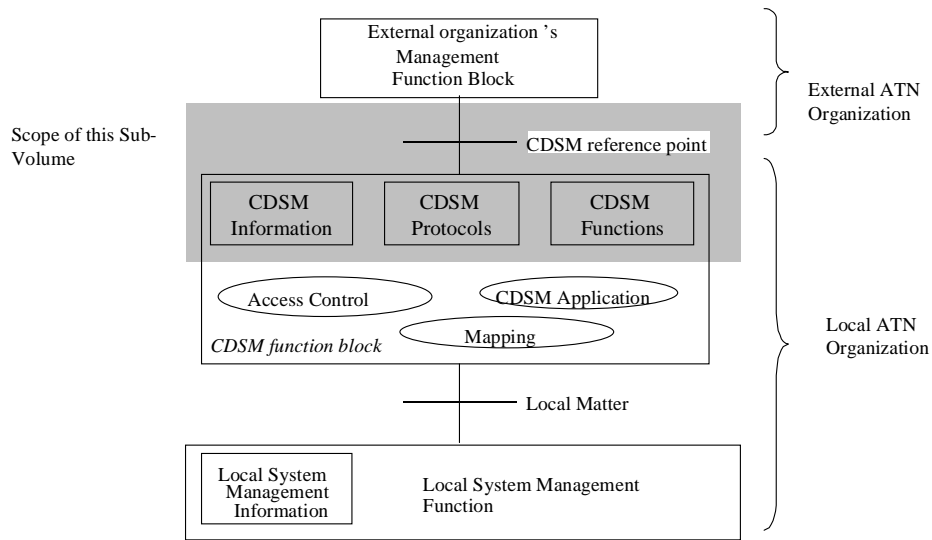 External organization ’s
Management
Function Block
External ATN
Organization
Scope of this Sub-
Volume
CDSM reference point
CDSM
Information
CDSM
Protocols
CDSM
Functions
Access Control
CDSM Application
Mapping
CDSM function block
Local ATN
Organization
Local Matter
Local System
Management
Information
Local System Management
Function